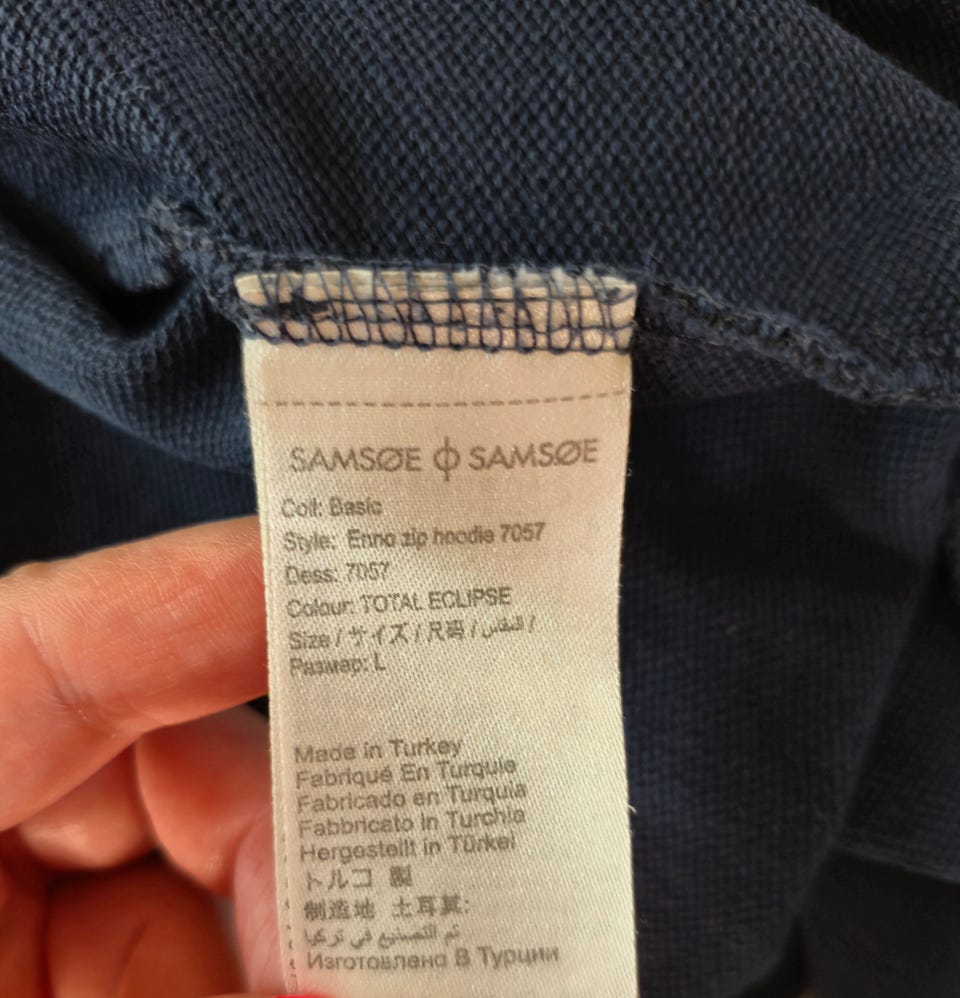 SAMSØE ϕ SAMSØE
Coll: Basic
Style: Enno zip hoodie 7057
Dess: 7057
Colour: TOTAL ECLIPSE
Size / サイズ / 尺码 / المقاس /
Размер: L
Made in Turkey
Fabriqué En Turquie
Fabricado en Turquia
Fabbricato in Turchia
Hergestellt in Türkei
トルコ 製
制造地 土耳其:
تم التصنيع في تركيا
Изготовлено В Турции